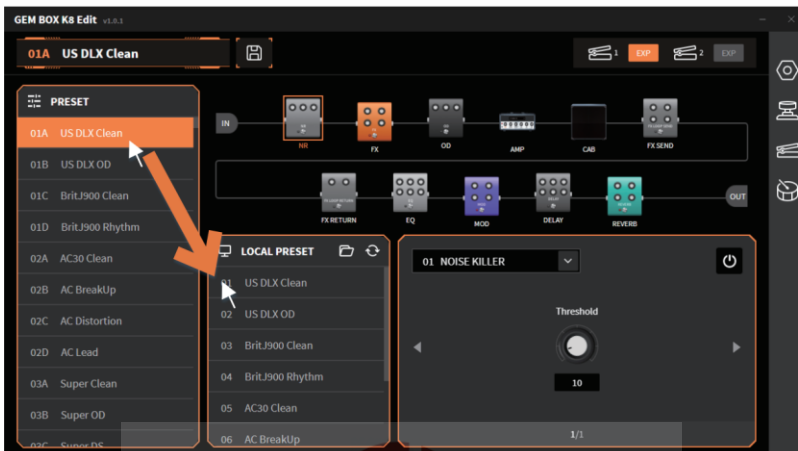 GEM BOX K8 Edit v1.0.1
01A US DLX Clean
1 EXP 2 EXP
PRESET
01A US DLX Clean
01B US DLX OD
01C BritJ900 Clean
01D BritJ900 Rhythm
02A AC30 Clean
02B AC BreakUp
02C AC Distortion
02D AC Lead
03A Super Clean
03B Super OD
03C Super DS
IN
NR FX OD AMP CAB FX SEND
OUT
FX RETURN EQ MOD DELAY REVERB
LOCAL PRESET
01 US DLX Clean
02 US DLX OD
03 BritJ900 Clean
04 BritJ900 Rhythm
05 AC30 Clean
06 AC BreakUp
01 NOISE KILLER
Threshold
10
1/1